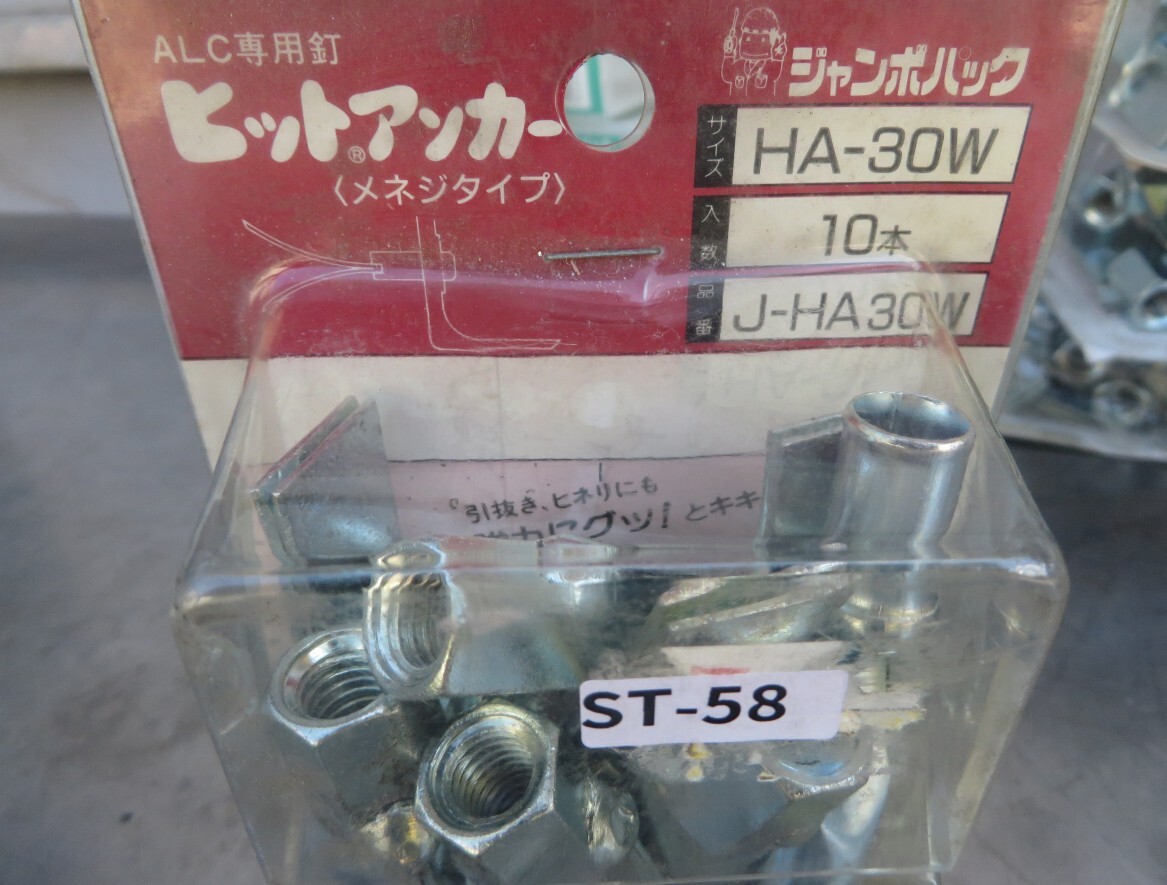 ALC専用釘
ヒットアンカー®
〈メネジタイプ〉
ジャンボパック
サイズ HA-30W
入数 10本
品番 J-HA30W
引抜き、ヒネリにも
グッ!とキキ
ST-58